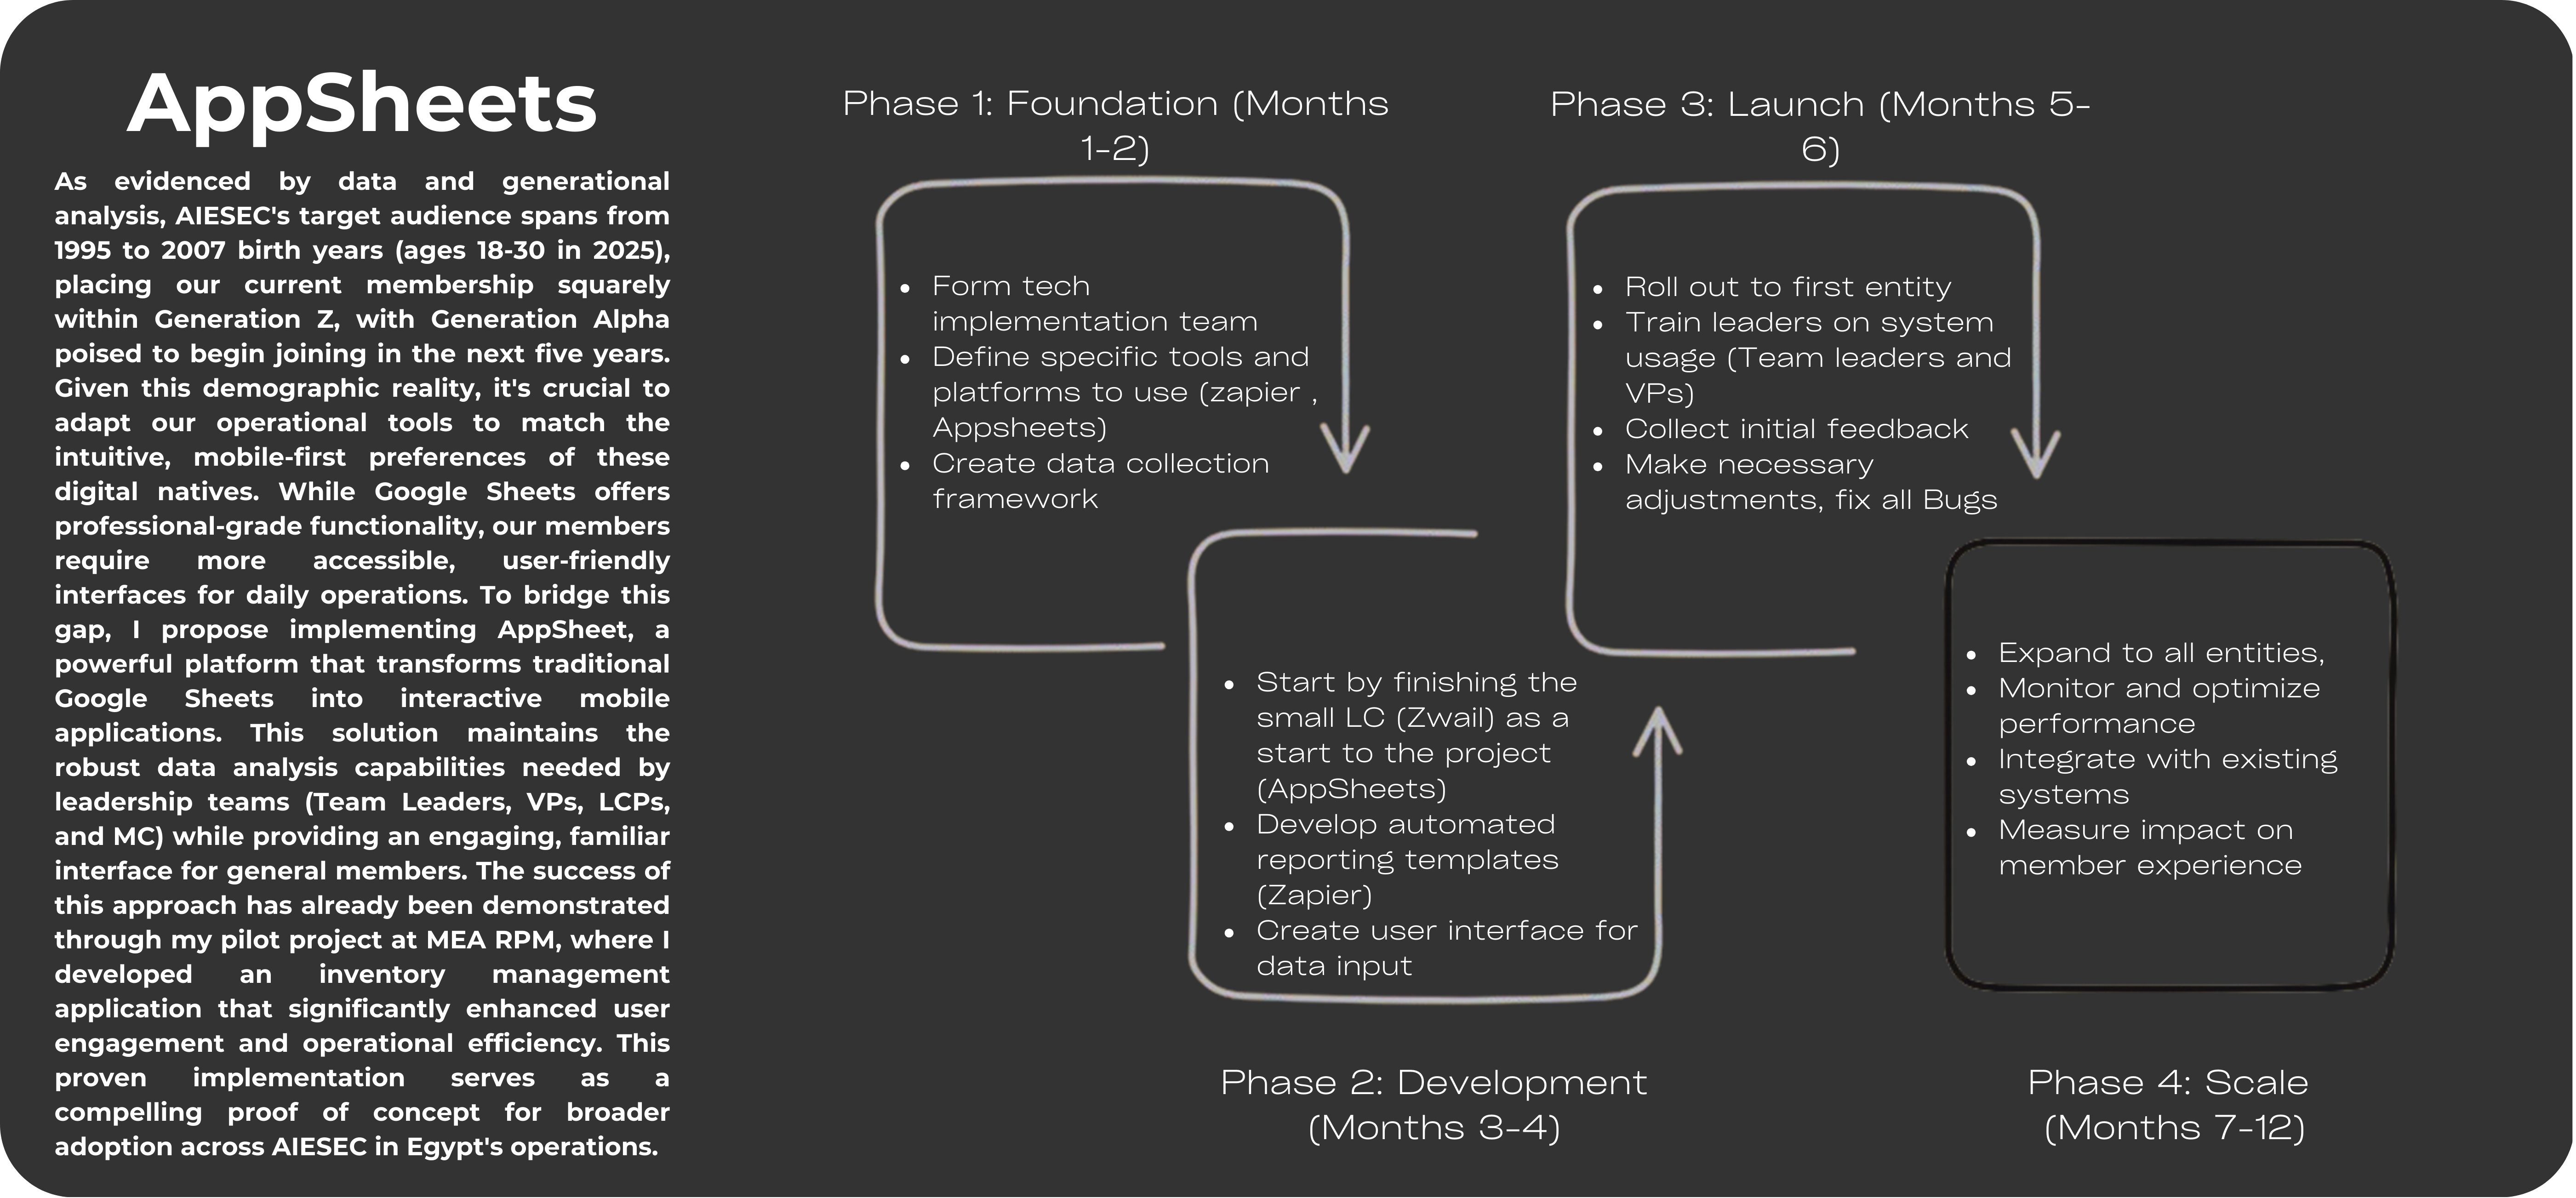 AppSheets
As evidenced by data and generational
analysis, AIESEC's target audience spans from
1995 to 2007 birth years (ages 18-30 in 2025),
placing our current membership squarely
within Generation Z, with Generation Alpha
poised to begin joining in the next five years.
Given this demographic reality, it's crucial to
adapt our operational tools to match the
intuitive, mobile-first preferences of these
digital natives. While Google Sheets offers
professional-grade functionality, our members
require more accessible, user-friendly
interfaces for daily operations. To bridge this
gap, I propose implementing AppSheet, a
powerful platform that transforms traditional
Google Sheets into interactive mobile
applications. This solution maintains the
robust data analysis capabilities needed by
leadership teams (Team Leaders, VPs, LCPs,
and MC) while providing an engaging, familiar
interface for general members. The success of
this approach has already been demonstrated
through my pilot project at MEA RPM, where I
developed an inventory management
application that significantly enhanced user
engagement and operational efficiency. This
proven implementation serves as a
compelling proof of concept for broader
adoption across AIESEC in Egypt's operations.
Phase 1: Foundation (Months
1-2)
• Form tech
implementation team
• Define specific tools and
platforms to use (zapier ,
Appsheets)
• Create data collection
framework
• Start by finishing the
small LC (Zwail) as a
start to the project
(AppSheets)
• Develop automated
reporting templates
(Zapier)
• Create user interface for
data input
Phase 2: Development
(Months 3-4)
Phase 3: Launch (Months 5-
6)
• Roll out to first entity
• Train leaders on system
usage (Team leaders and
VPs)
• Collect initial feedback
• Make necessary
adjustments, fix all Bugs
• Expand to all entities,
• Monitor and optimize
performance
• Integrate with existing
systems
• Measure impact on
member experience
Phase 4: Scale
(Months 7-12)